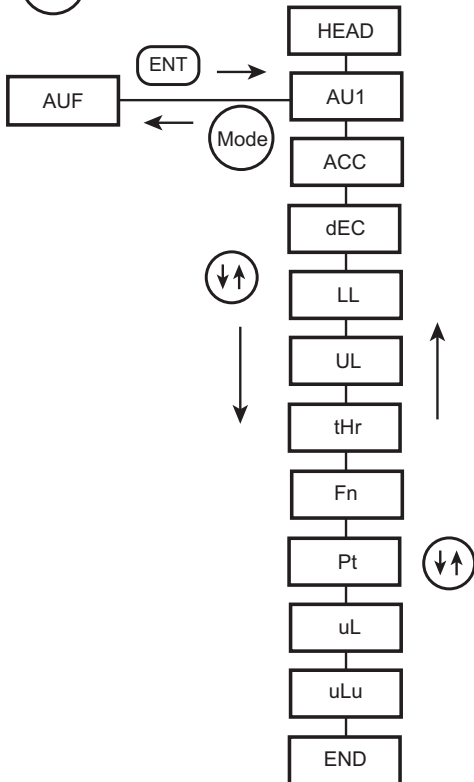 HEAD
ENT
AUF
AU1
Mode
ACC
dEC
LL
UL
tHr
Fn
Pt
uL
uLu
END